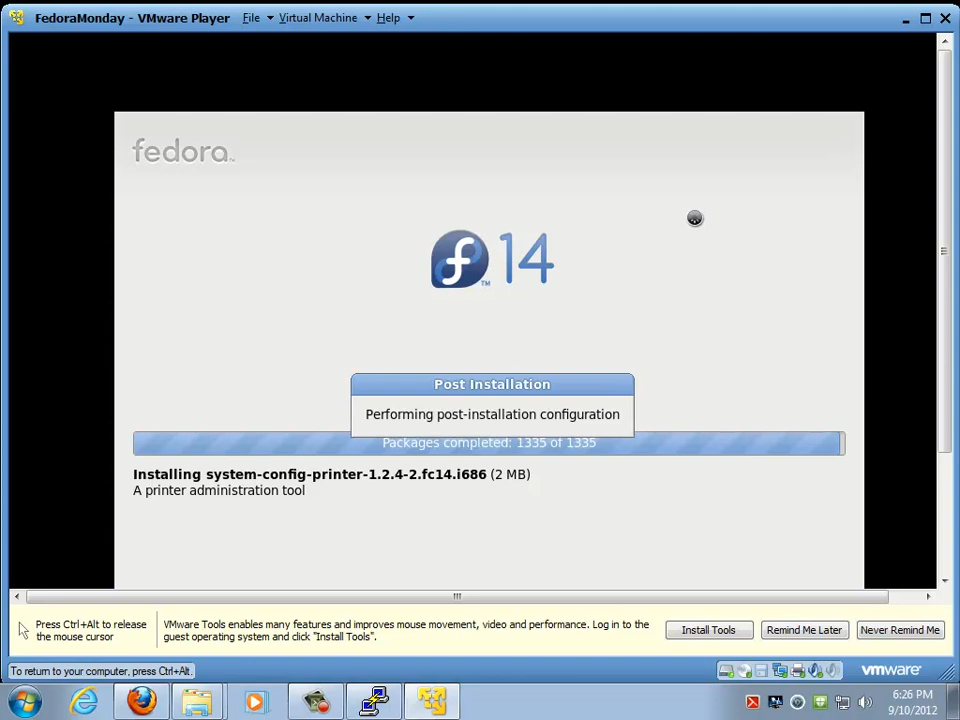 FedoraMonday - VMware Player File Virtual Machine Help
fedora™
14
Post Installation
Performing post-installation configuration
Packages completed: 1335 of 1335
Installing system-config-printer-1.2.4-2.fc14.i686 (2 MB)
A printer administration tool
Press Ctrl+Alt to release
the mouse cursor
VMware Tools enables many features and improves mouse movement, video and performance. Log in to the
guest operating system and click "Install Tools".
Install Tools
Remind Me Later
Never Remind Me
To return to your computer, press Ctrl+Alt.
vmware
6:26 PM
9/10/2012